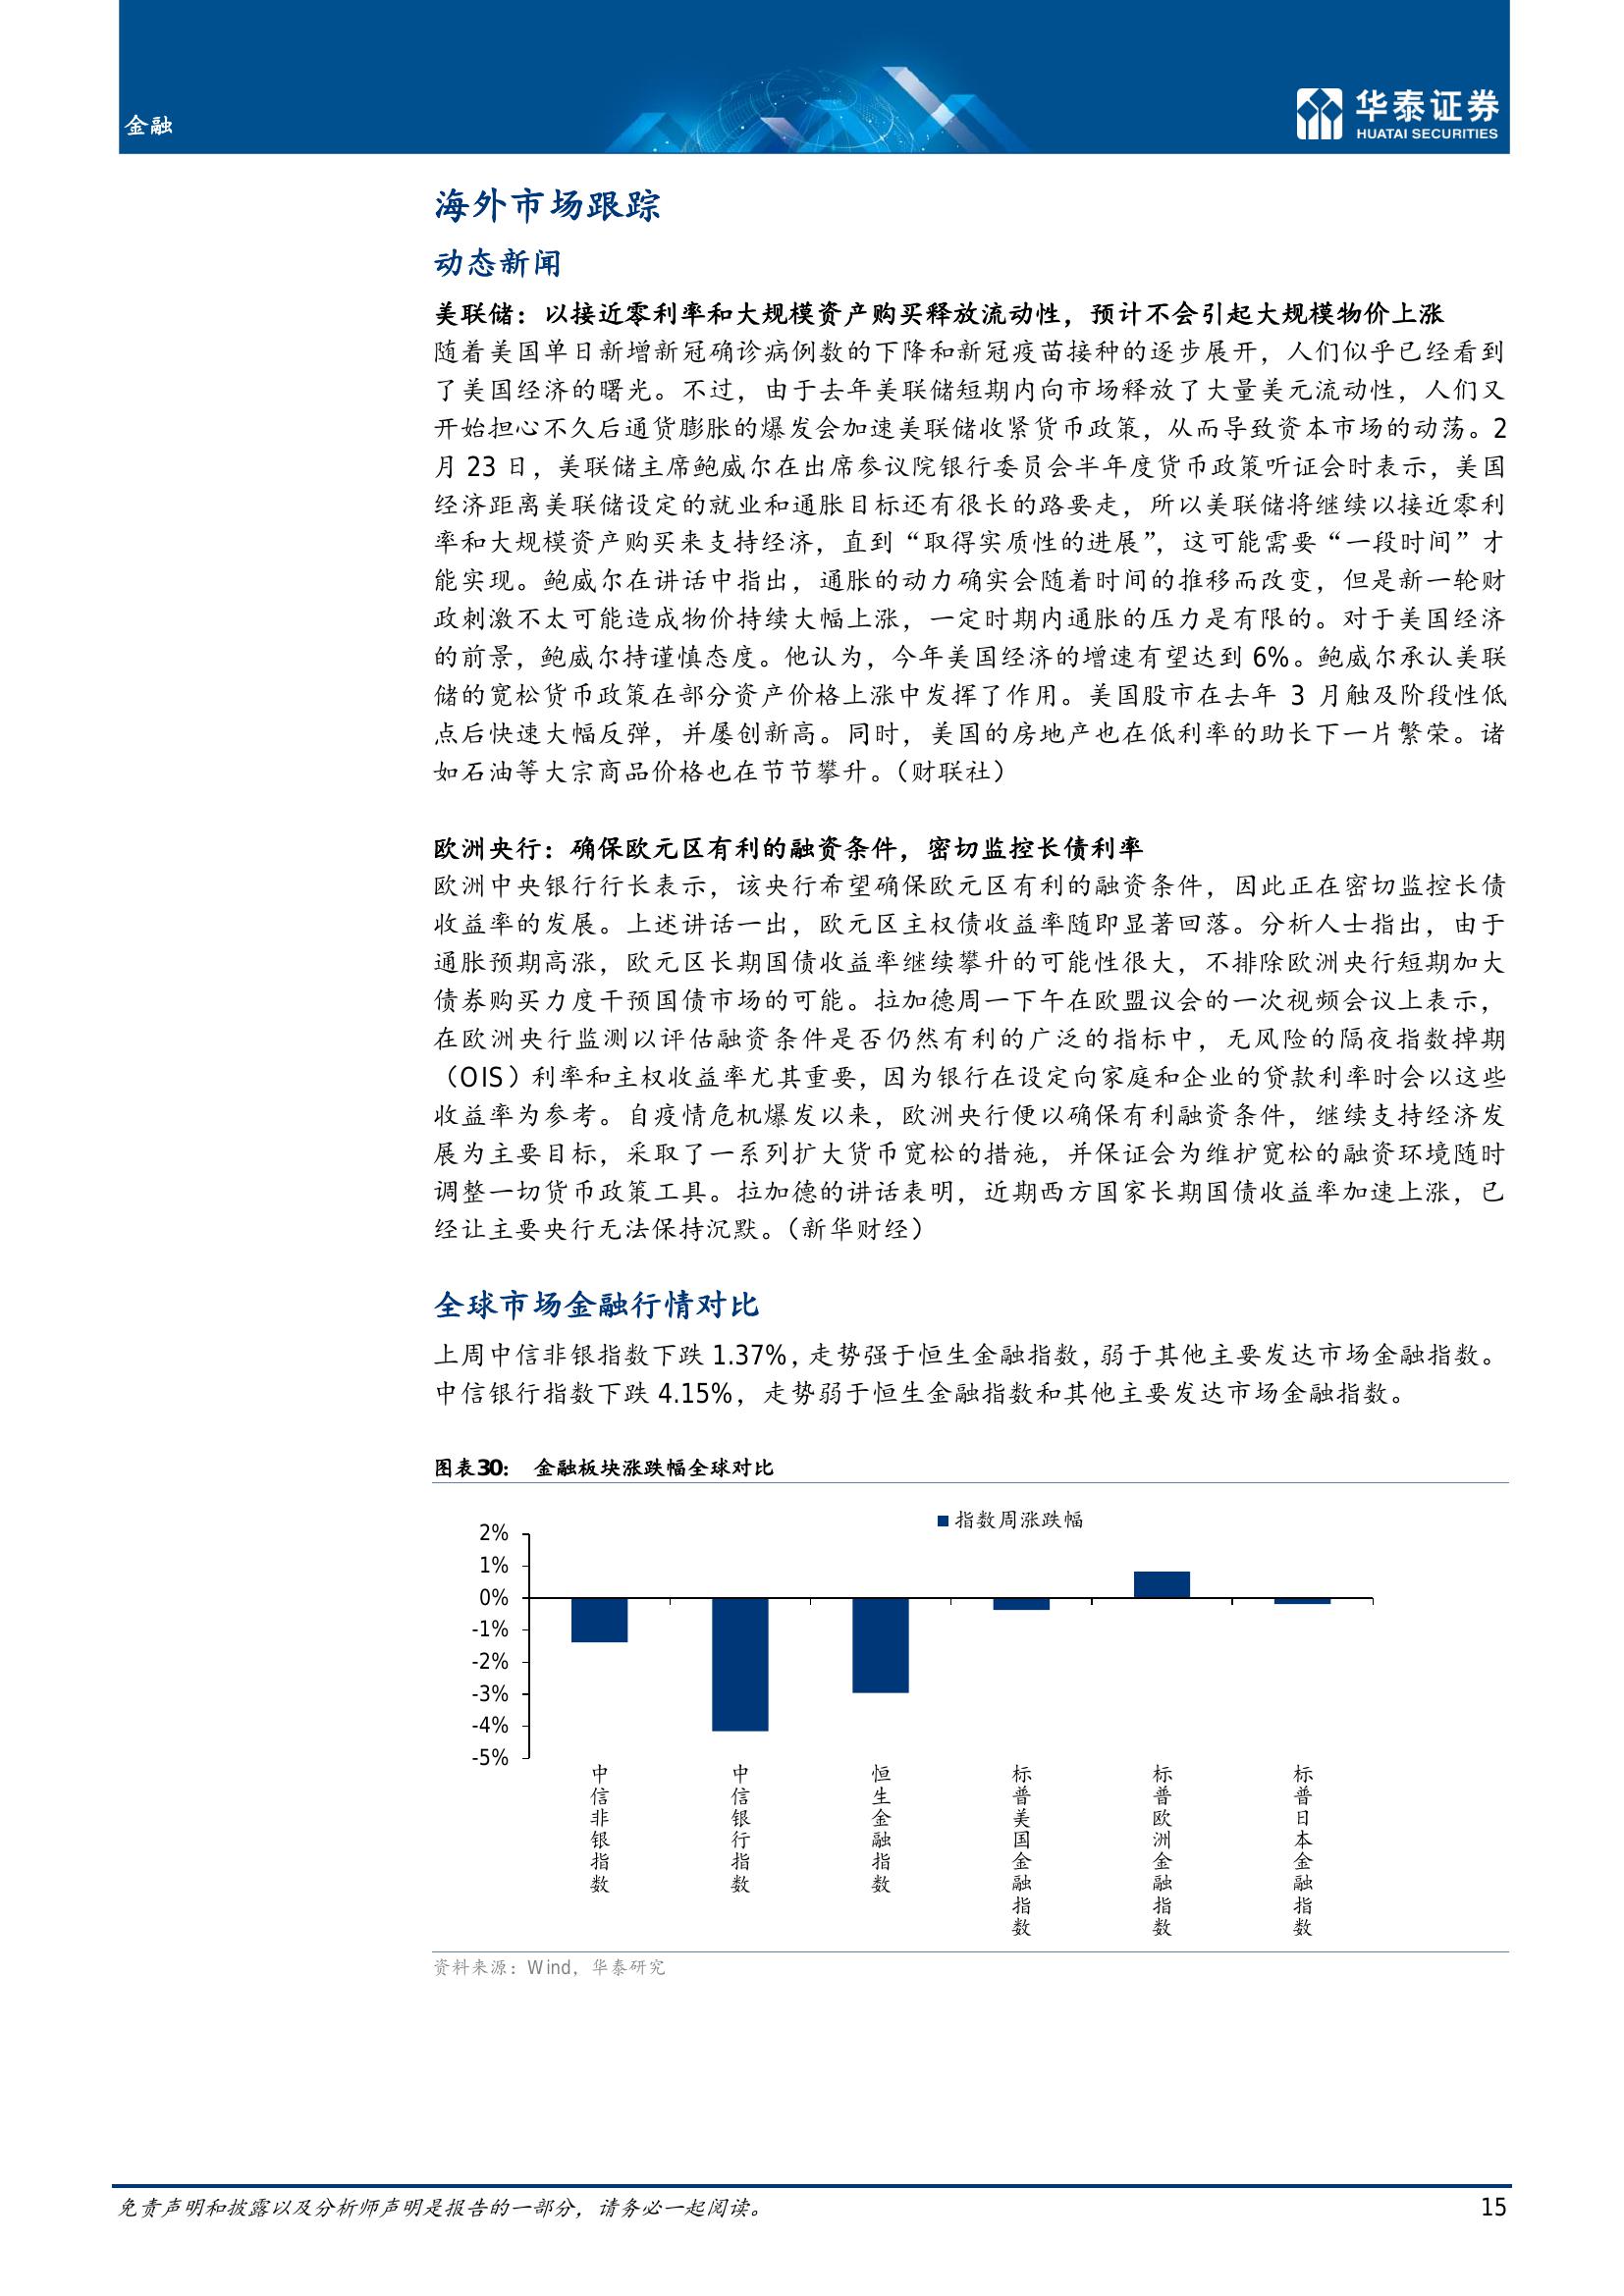 金融
华泰证券
HUATAI SECURITIES
海外市场跟踪
动态新闻
美联储：以接近零利率和大规模资产购买释放流动性，预计不会引起大规模物价上涨
随着美国单日新增新冠确诊病例数的下降和新冠疫苗接种的逐步展开，人们似乎已经看到
了美国经济的曙光。不过，由于去年美联储短期内向市场释放了大量美元流动性，人们又
开始担心不久后通货膨胀的爆发会加速美联储收紧货币政策，从而导致资本市场的动荡。2
月 23 日，美联储主席鲍威尔在出席参议院银行委员会半年度货币政策听证会时表示，美国
经济距离美联储设定的就业和通胀目标还有很长的路要走，所以美联储将继续以接近零利
率和大规模资产购买来支持经济，直到“取得实质性的进展”，这可能需要“一段时间”才
能实现。鲍威尔在讲话中指出，通胀的动力确实会随着时间的推移而改变，但是新一轮财
政刺激不太可能造成物价持续大幅上涨，一定时期内通胀的压力是有限的。对于美国经济
的前景，鲍威尔持谨慎态度。他认为，今年美国经济的增速有望达到 6%。鲍威尔承认美联
储的宽松货币政策在部分资产价格上涨中发挥了作用。美国股市在去年 3 月触及阶段性低
点后快速大幅反弹，并屡创新高。同时，美国的房地产也在低利率的助长下一片繁荣。诸
如石油等大宗商品价格也在节节攀升。（财联社）
欧洲央行：确保欧元区有利的融资条件，密切监控长债利率
欧洲中央银行行长表示，该央行希望确保欧元区有利的融资条件，因此正在密切监控长债
收益率的发展。上述讲话一出，欧元区主权债收益率随即显著回落。分析人士指出，由于
通胀预期高涨，欧元区长期国债收益率继续攀升的可能性很大，不排除欧洲央行短期加大
债券购买力度干预国债市场的可能。拉加德周一下午在欧盟议会的一次视频会议上表示，
在欧洲央行监测以评估融资条件是否仍然有利的广泛的指标中，无风险的隔夜指数掉期
（OIS）利率和主权收益率尤其重要，因为银行在设定向家庭和企业的贷款利率时会以这些
收益率为参考。自疫情危机爆发以来，欧洲央行便以确保有利融资条件，继续支持经济发
展为主要目标，采取了一系列扩大货币宽松的措施，并保证会为维护宽松的融资环境随时
调整一切货币政策工具。拉加德的讲话表明，近期西方国家长期国债收益率加速上涨，已
经让主要央行无法保持沉默。（新华财经）
全球市场金融行情对比
上周中信非银指数下跌 1.37%，走势强于恒生金融指数，弱于其他主要发达市场金融指数。
中信银行指数下跌 4.15%，走势弱于恒生金融指数和其他主要发达市场金融指数。
图表30： 金融板块涨跌幅全球对比
指数周涨跌幅
2%
1%
0%
-1%
-2%
-3%
-4%
-5%
中信非银指数
中信银行指数
恒生金融指数
标普美国金融指数
标普欧洲金融指数
标普日本金融指数
资料来源：Wind，华泰研究
免责声明和披露以及分析师声明是报告的一部分，请务必一起阅读。
15